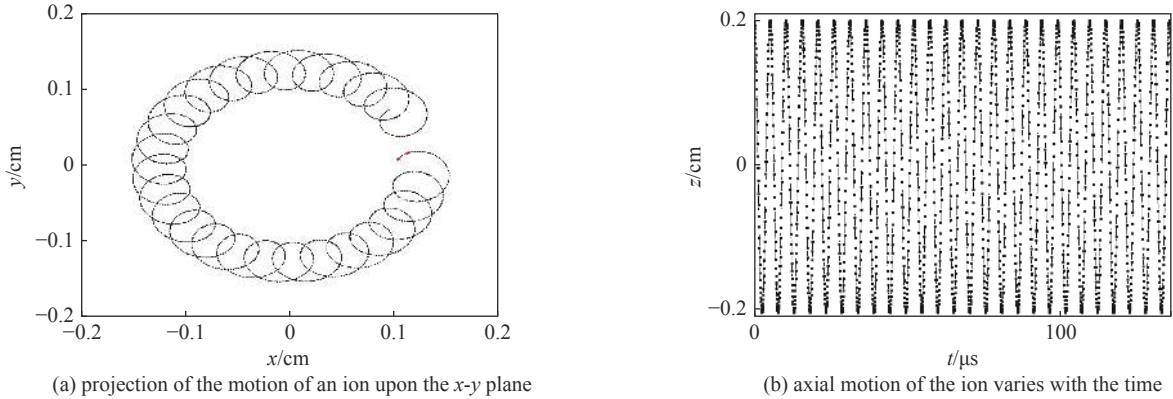 0.2
0.1
0
−0.1
−0.2
y/cm
−0.2
−0.1
0
0.1
0.2
x/cm
(a) projection of the motion of an ion upon the x-y plane
0.2
0
−0.2
z/cm
0
100
t/μs
(b) axial motion of the ion varies with the time